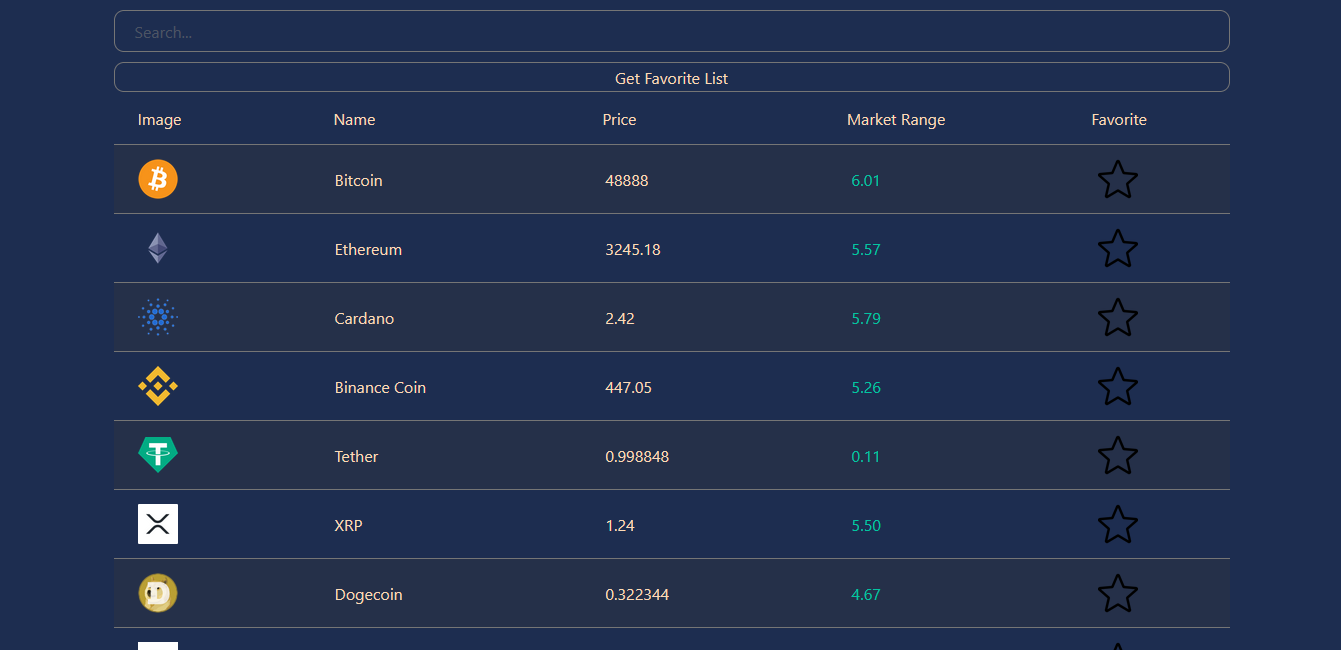 Search...
Get Favorite List
Image Name Price Market Range Favorite
Bitcoin 48888 6.01
Ethereum 3245.18 5.57
Cardano 2.42 5.79
Binance Coin 447.05 5.26
Tether 0.998848 0.11
XRP 1.24 5.50
Dogecoin 0.322344 4.67